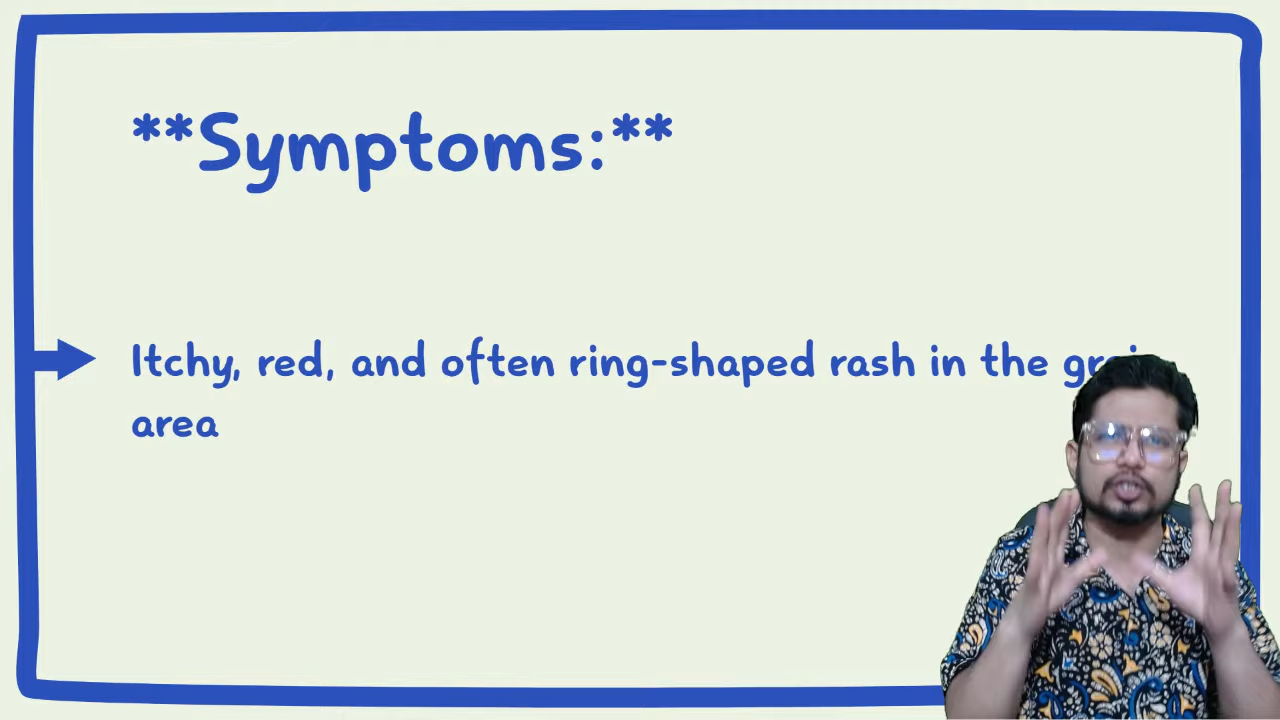 **Symptoms:**
Itchy, red, and often ring-shaped rash in the
area